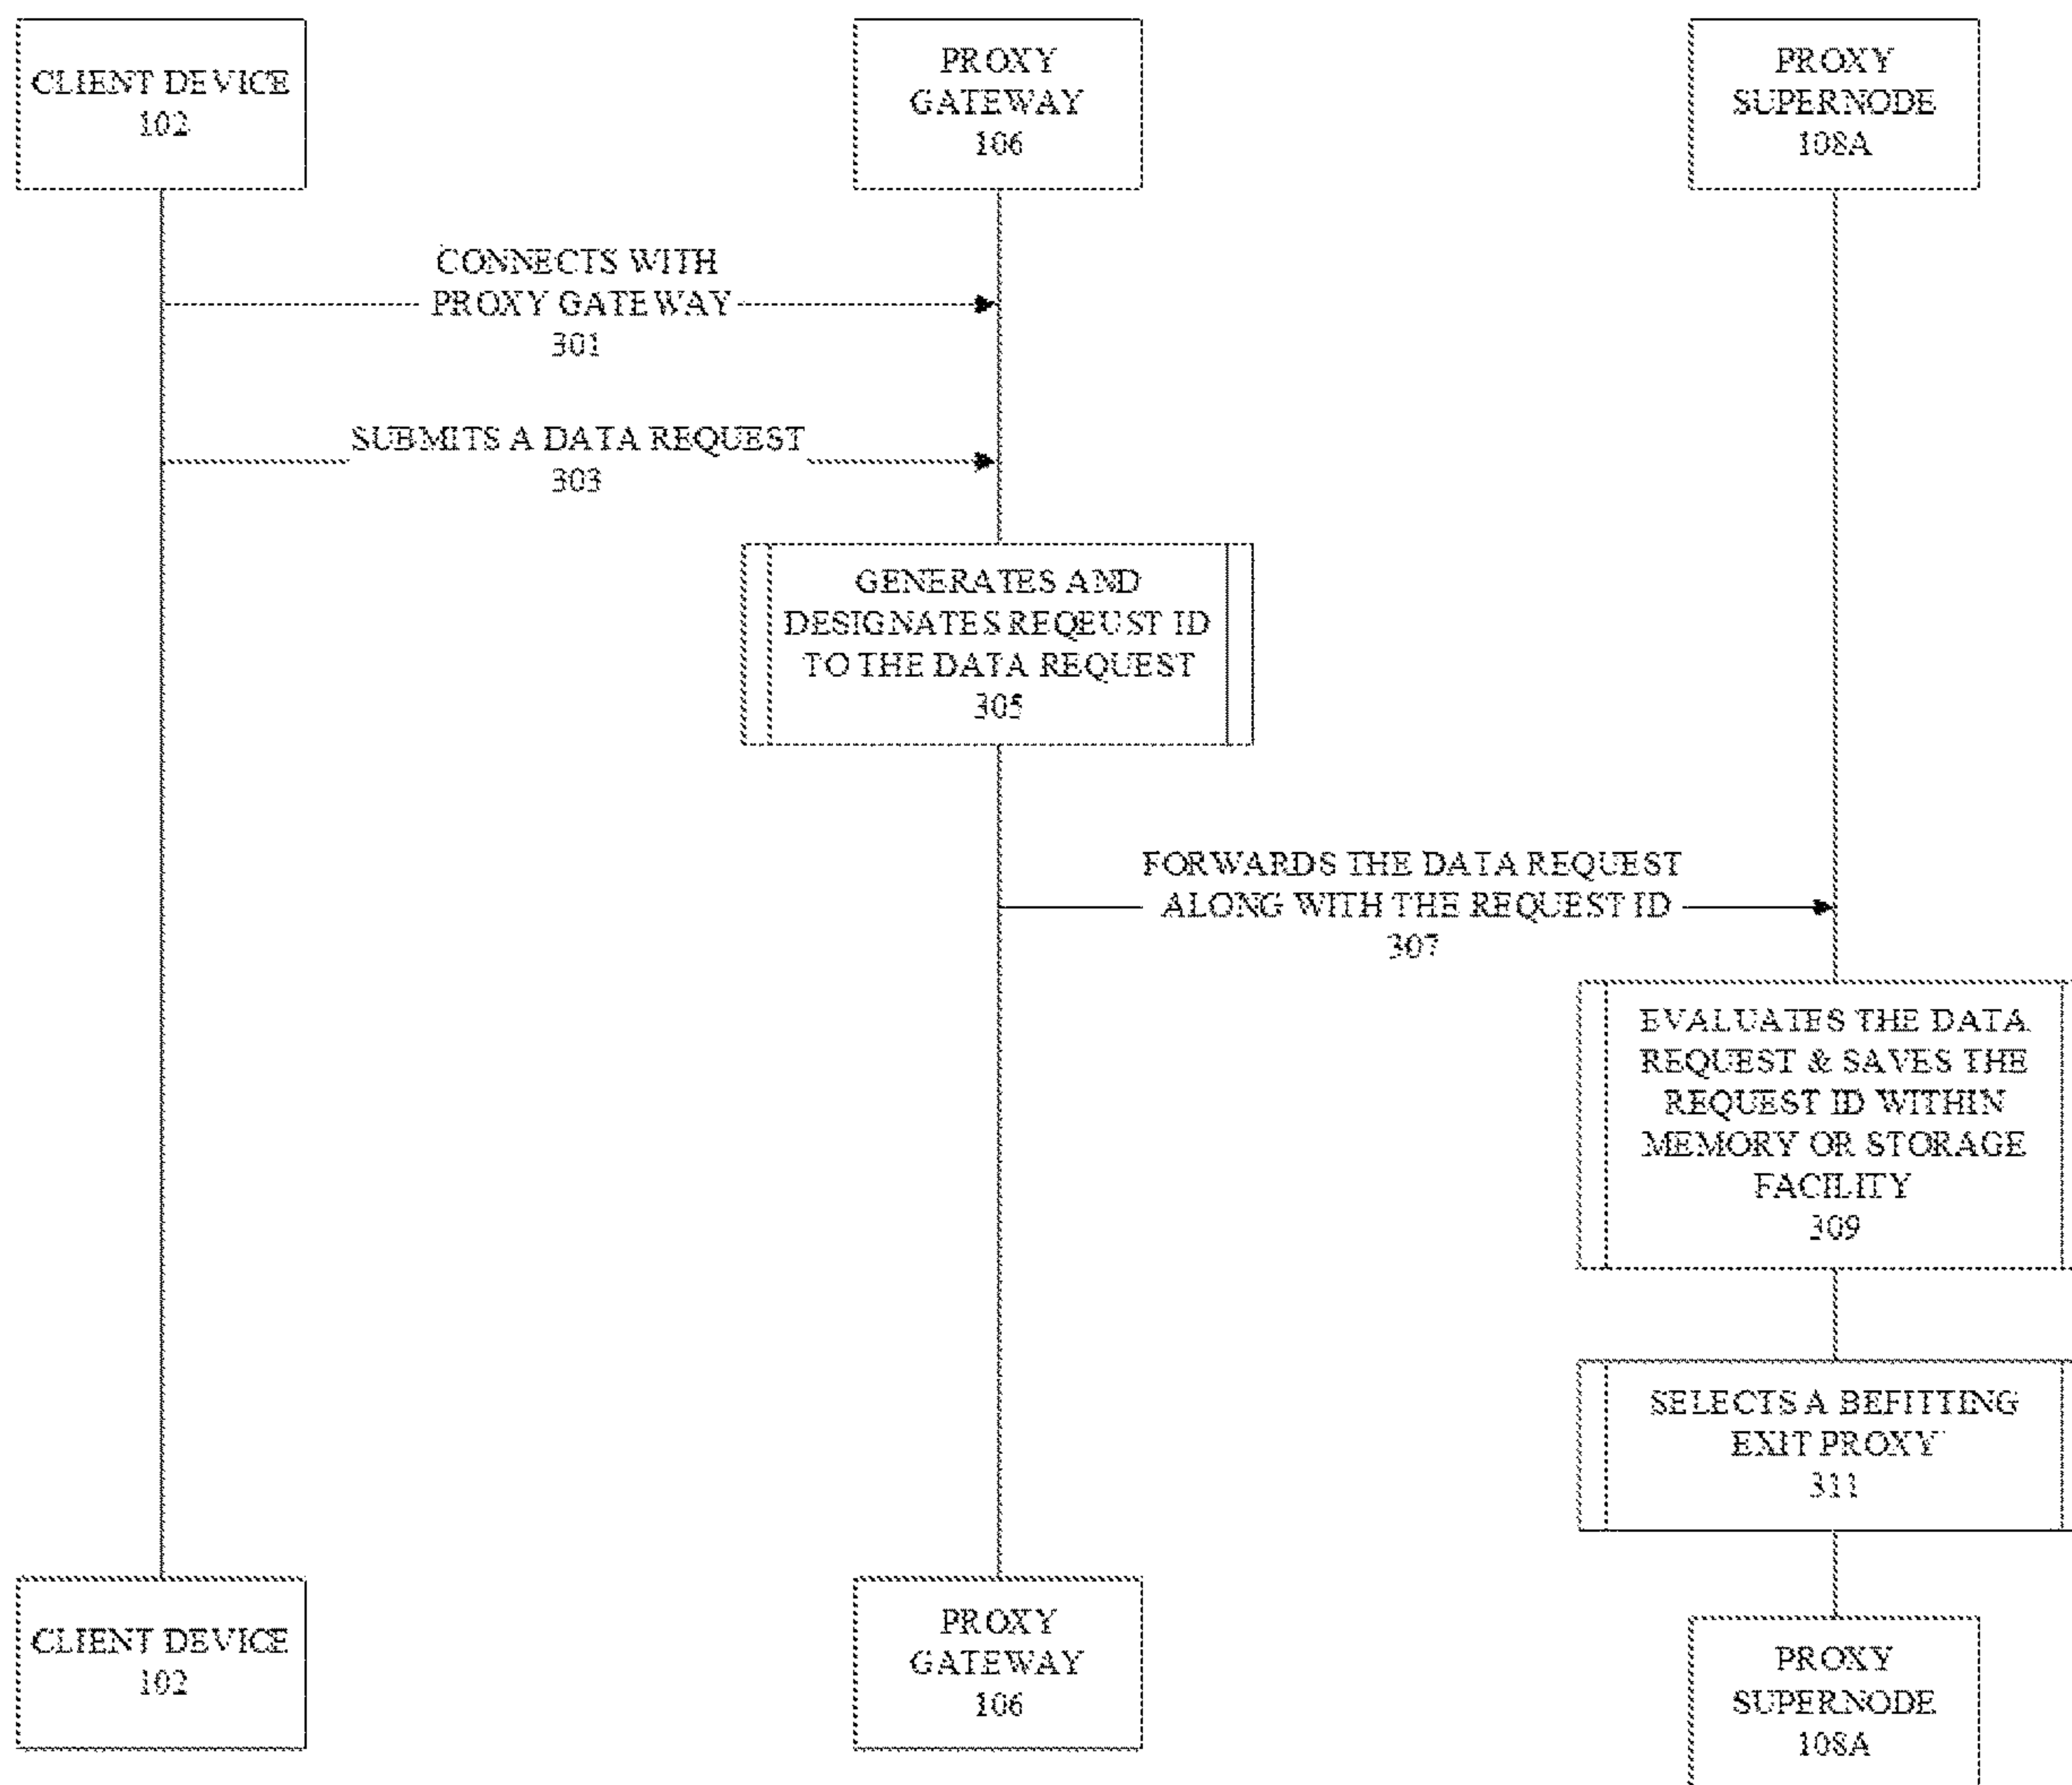 CLIENT DEVICE
102
PROXY
GATEWAY
106
PROXY
SUPERNODE
108A
CONNECTS WITH
PROXY GATEWAY
301
SUBMITS A DATA REQUEST
303
GENERATES AND
DESIGNATES REQEUST ID
TO THE DATA REQUEST
305
FORWARDS THE DATA REQUEST
ALONG WITH THE REQUEST ID
307
EVALUATES THE DATA
REQUEST & SAVES THE
REQUEST ID WITHIN
MEMORY OR STORAGE
FACILITY
309
SELECTS A BEFITTING
EXIT PROXY
311
CLIENT DEVICE
102
PROXY
GATEWAY
106
PROXY
SUPERNODE
108A